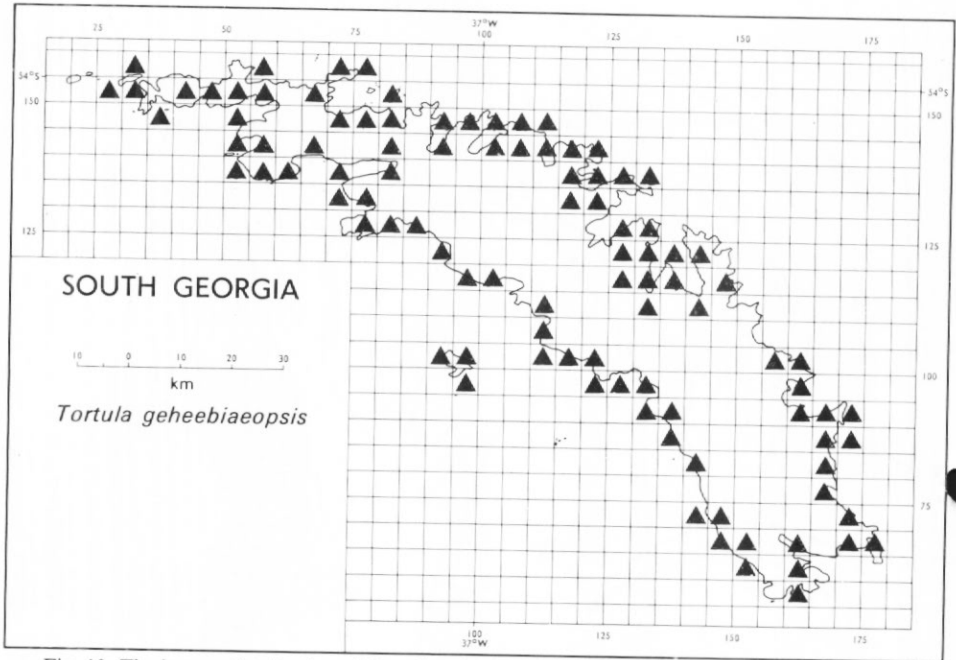 37°W
25 50 75 100 125 150 175
54°S 54°S
150 150
125 125
SOUTH GEORGIA
10 0 10 20 30
km
100
Tortula geheebiaeopsis
75
100 125 150 175
37°W